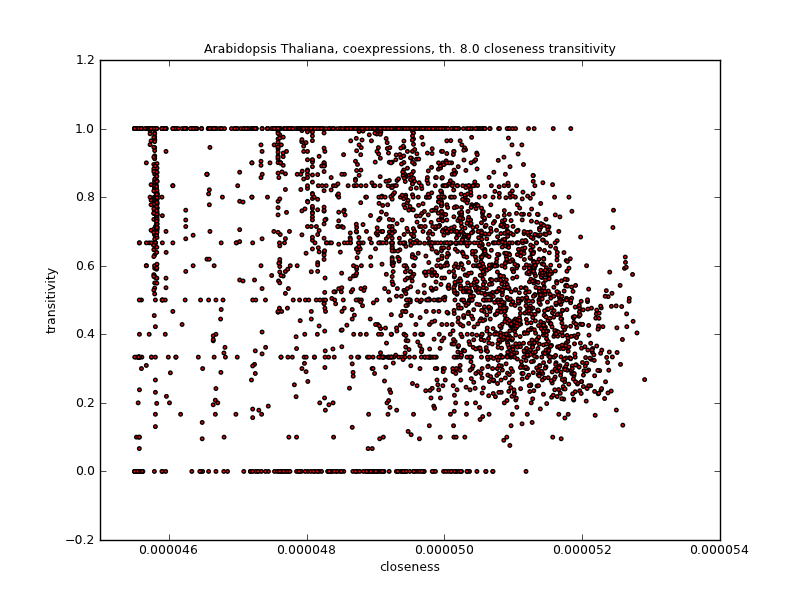 Arabidopsis Thaliana, coexpressions, th. 8.0 closeness transitivity
1.2
1.0
0.8
0.6
0.4
0.2
0.0
−0.2
transitivity
0.000046 0.000048 0.000050 0.000052 0.000054
closeness